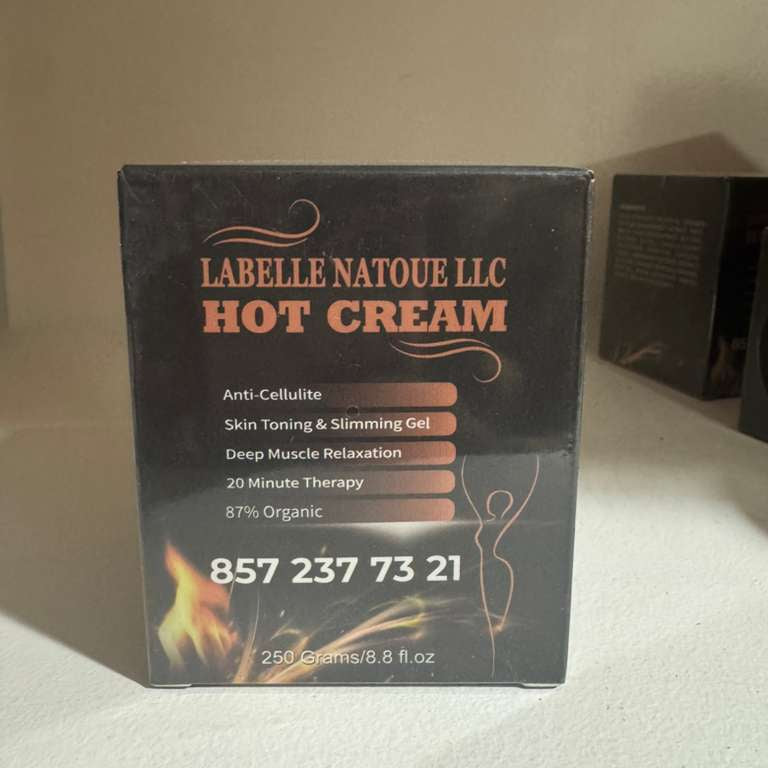 LABELLE NATOUE LLC
HOT CREAM
Anti-Cellulite
Skin Toning & Slimming Gel
Deep Muscle Relaxation
20 Minute Therapy
87% Organic
857 237 73 21
250 Grams/8.8 fl.oz